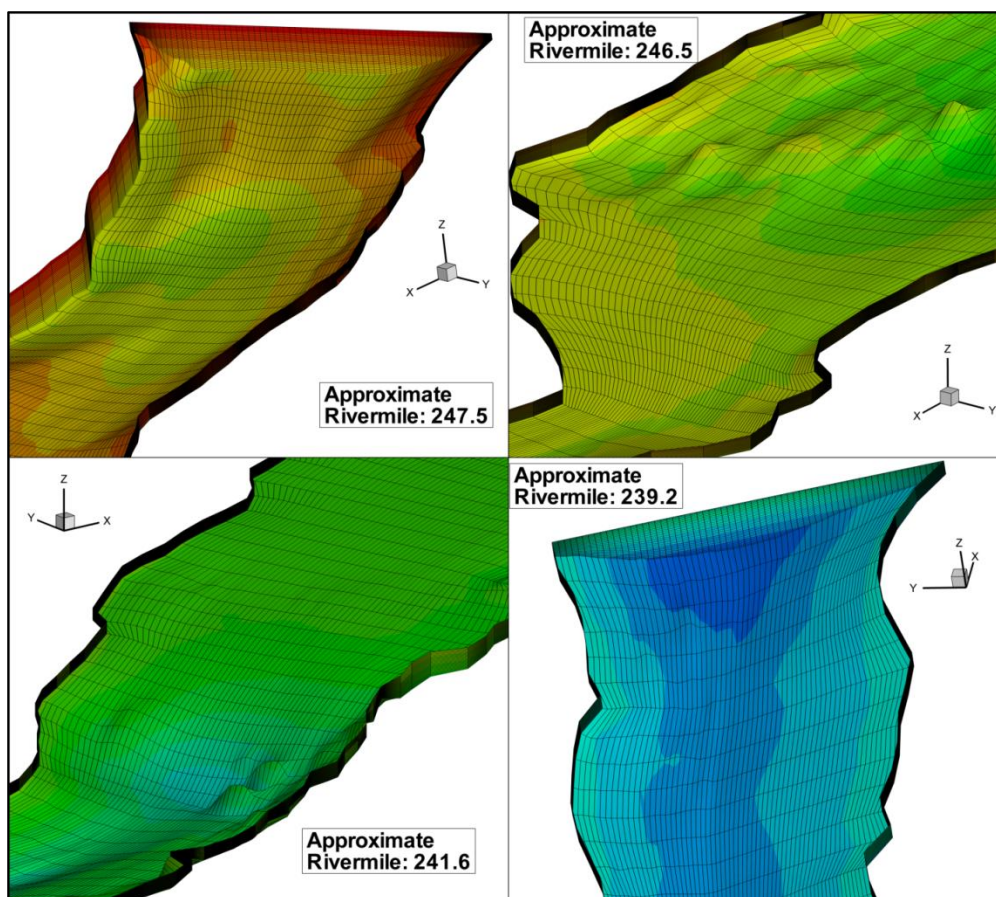 Approximate
Rivermile: 247.5
Z
X
Y
Approximate
Rivermile: 246.5
Z
X
Y
Z
Y
X
Approximate
Rivermile: 241.6
Approximate
Rivermile: 239.2
Z
X
Y